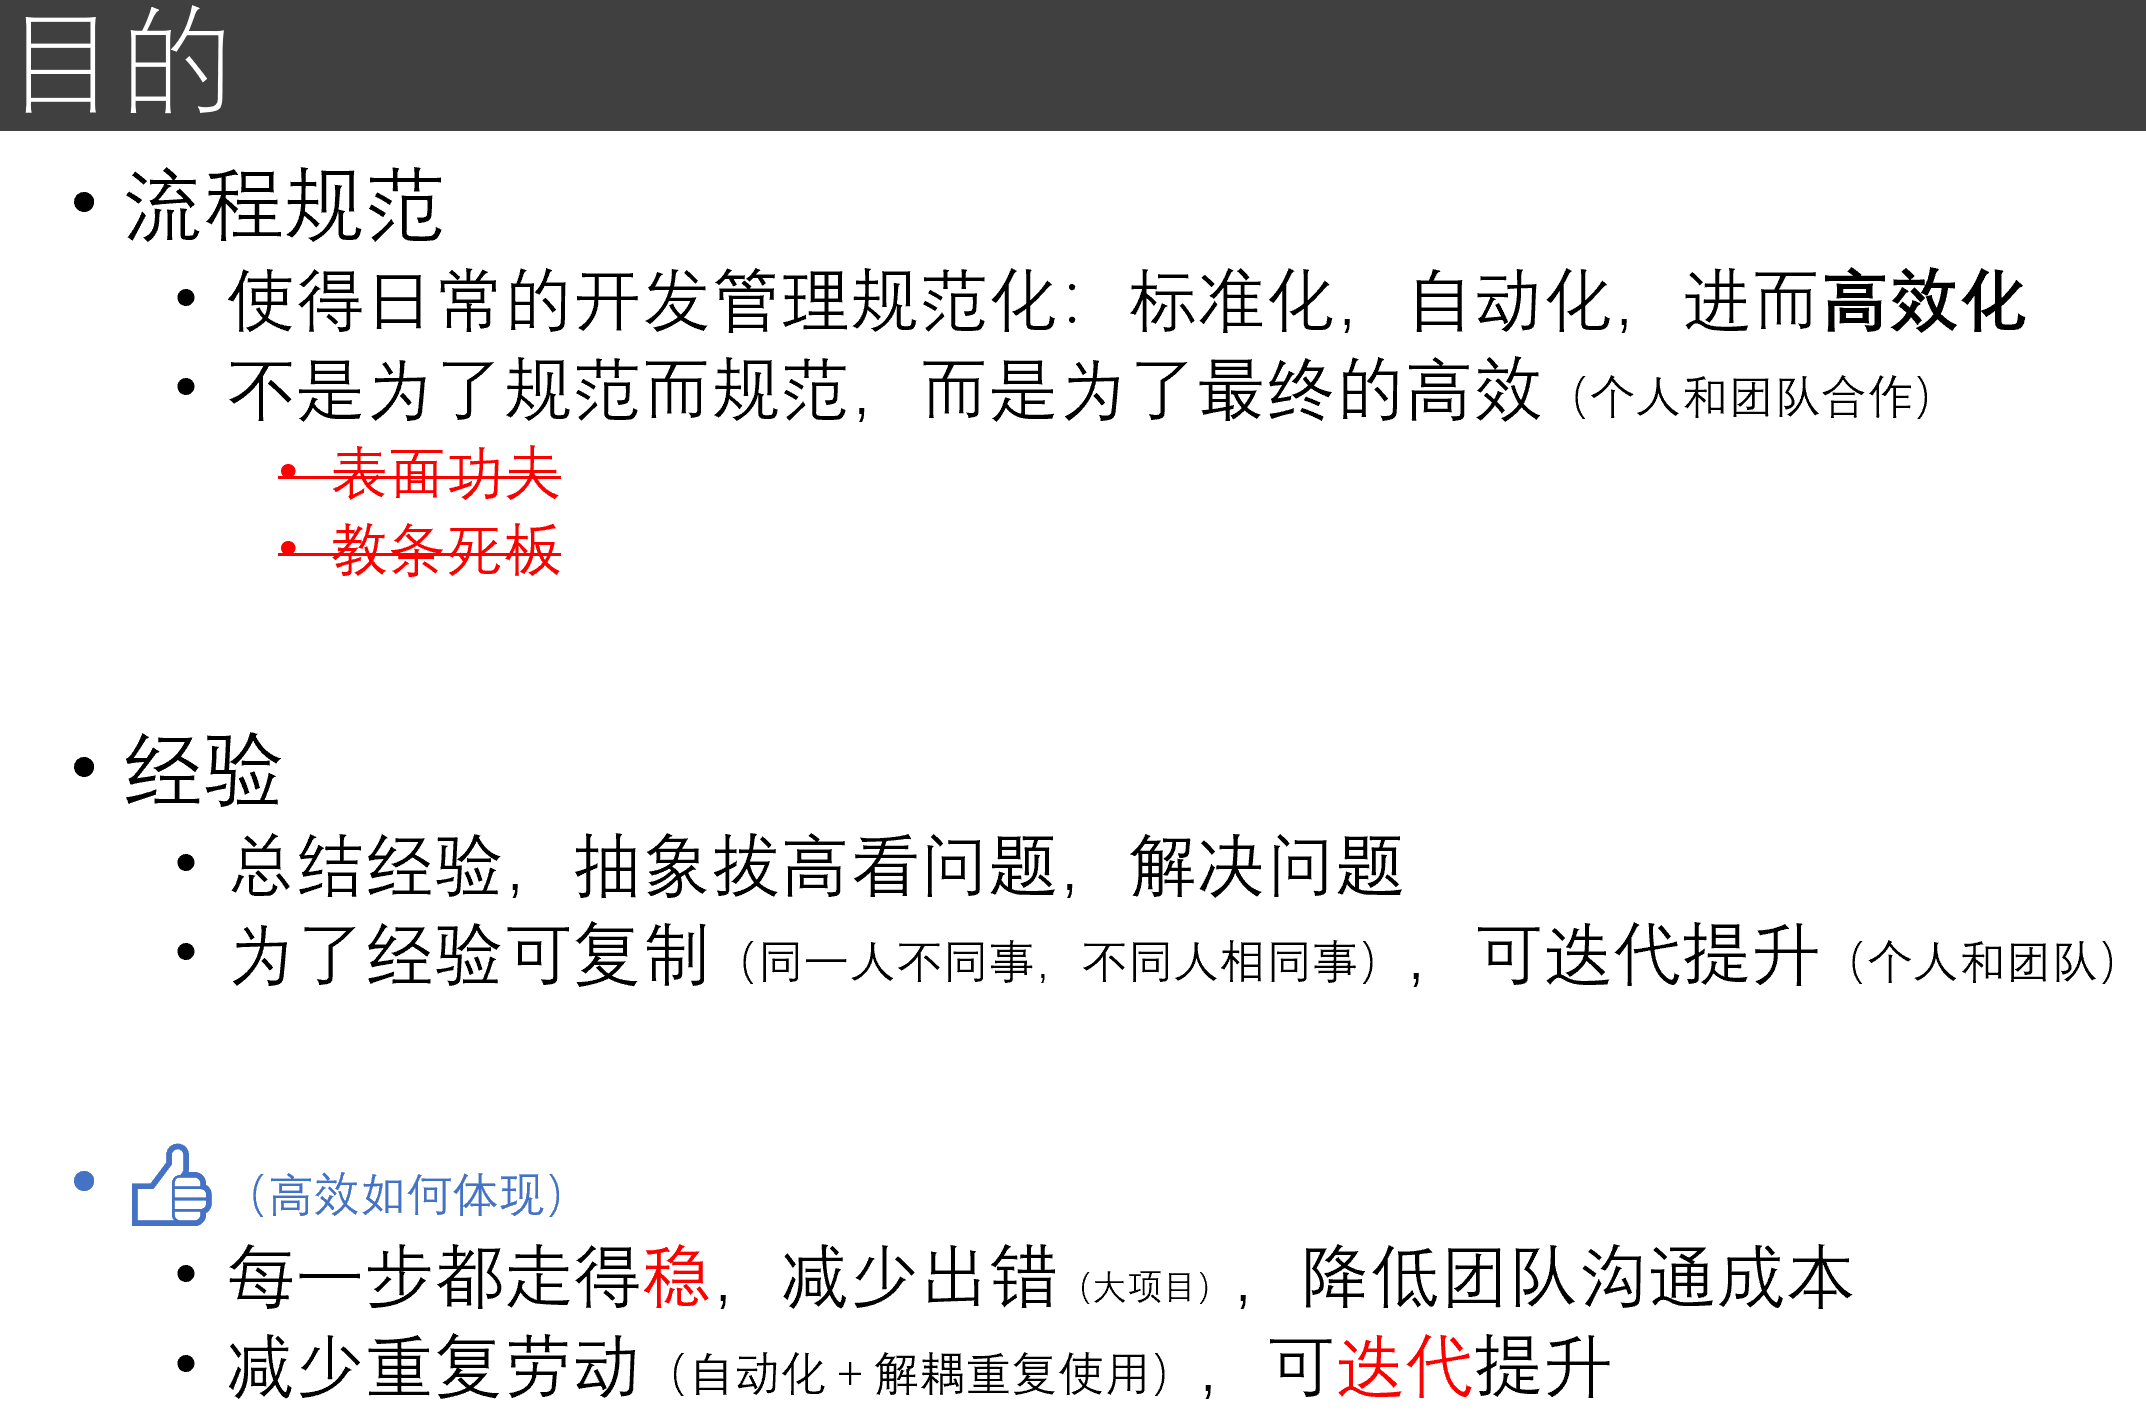 目的
• 流程规范
• 使得日常的开发管理规范化：标准化，自动化，进而高效化
• 不是为了规范而规范，而是为了最终的高效（个人和团队合作）
• 表面功夫
• 教条死板
• 经验
• 总结经验，抽象拔高看问题，解决问题
• 为了经验可复制（同一人不同事，不同人相同事），可迭代提升（个人和团队）
• （高效如何体现）
• 每一步都走得稳，减少出错（大项目），降低团队沟通成本
• 减少重复劳动（自动化+解耦重复使用），可迭代提升